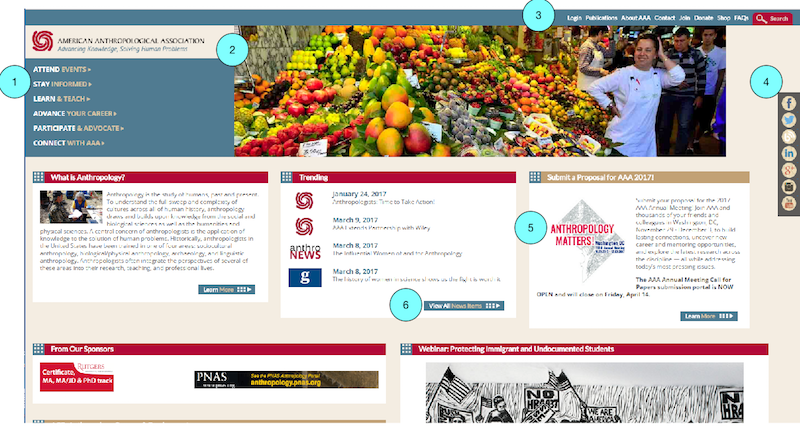 3
Login Publications About AAA Contact Join Donate Shop FAQs Search
AMERICAN ANTHROPOLOGICAL ASSOCIATION
Advancing Knowledge, Solving Human Problems.
2
1
4
ATTEND EVENTS
STAY INFORMED
LEARN & TEACH
ADVANCE YOUR CAREER
PARTICIPATE & ADVOCATE
CONNECT WITH AAA
What is Anthropology?
Anthropology is the study of humans, past and present.
To understand the full sweep and complexity of
cultures across all of human history, anthropology
draws and builds upon knowledge from the social and
biological sciences as well as the humanities and
physical sciences. A central concern of anthropologists is the application of
knowledge to the solution of human problems. Historically, anthropologists in
the United States have been trained in one of four areas: sociocultural
anthropology, biological/physical anthropology, archaeology, and linguistic
anthropology. Anthropologists often integrate the perspectives of several of
these areas into their research, teaching, and professional lives.
Learn More
Trending
January 24, 2017
Anthropologists: Time to Take Action!
March 9, 2017
AAA Extends Partnership with Wiley
anthro
NEWS
March 8, 2017
The Influential Women of and for Anthropology
g
March 8, 2017
The history of women in science shows us the fight is worth it
6
View All News Items
Submit a Proposal for AAA 2017!
5
ANTHROPOLOGY
MATTERS!
Washington, DC
Submit your proposal for the 2017
AAA Annual Meeting. Join AAA and
thousands of your friends and
colleagues in Washington, DC,
November 29 - December 3 to build
lasting connections, uncover new
career and mentoring opportunities,
and explore the latest research across
the discipline — all while addressing
today's most pressing issues.
The AAA Annual Meeting Call for
Papers submission portal is NOW
OPEN and will close on Friday, April 14.
Learn More
From Our Sponsors
RUTGERS
Certificate,
MA, MA/JD & PhD track
PNAS
www.pnas.org
See the PNAS Anthropology Portal
anthropology.pnas.org
Webinar: Protecting Immigrant and Undocumented Students
NO
HR
WE ARE
AMERICA